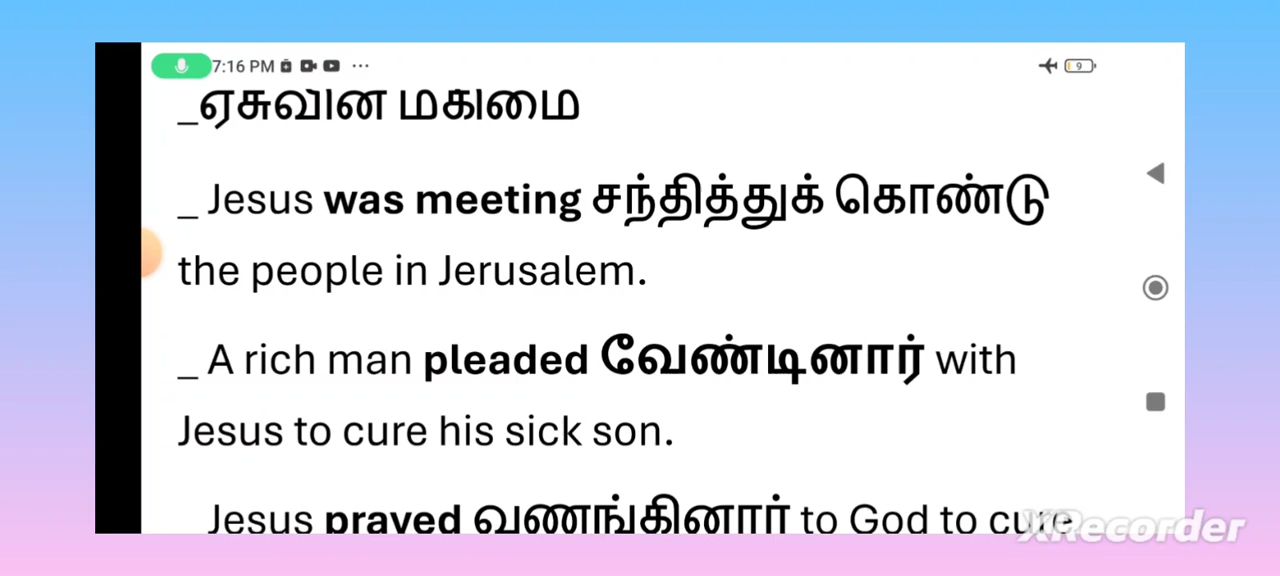 7:16 PM ...
9
_ஏசுவின் மகிமை
_ Jesus was meeting சந்தித்துக் கொண்டு
the people in Jerusalem.
_ A rich man pleaded வேண்டினார் with
Jesus to cure his sick son.
Jesus prayed வணங்கினார் to God to cure
XRecorder